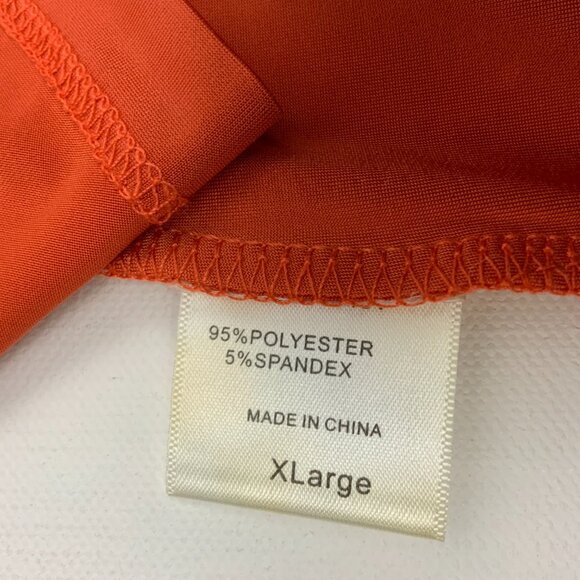 95%POLYESTER
5%SPANDEX
MADE IN CHINA
XLarge